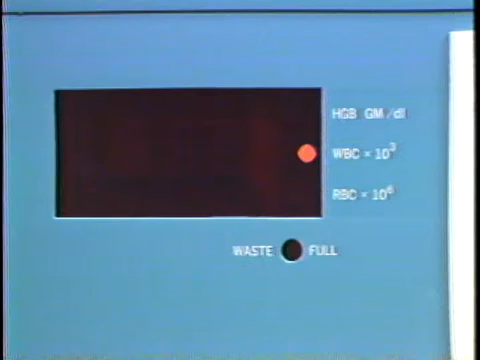 HGB GM/dl
WBC × 10³
RBC × 10⁶
WASTE FULL